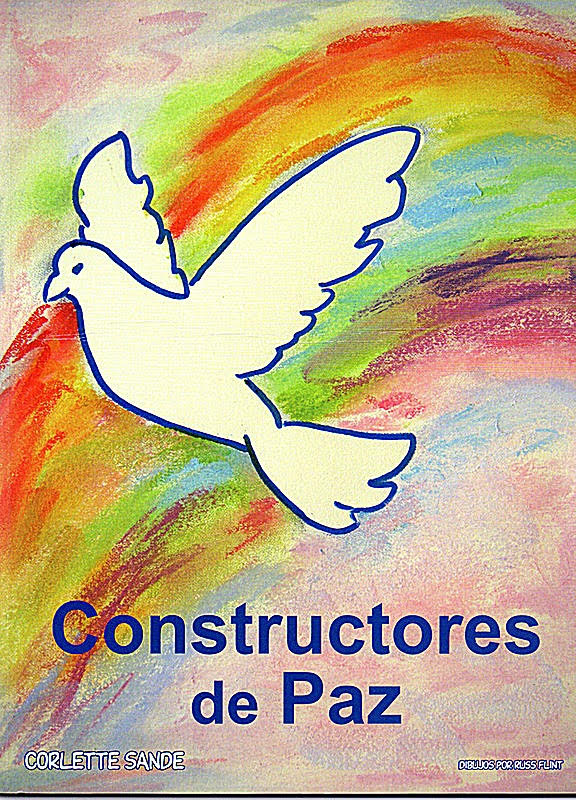 Constructores
de Paz
CORLETTE SANDE
DIBUJOS POR RUSS FLINT